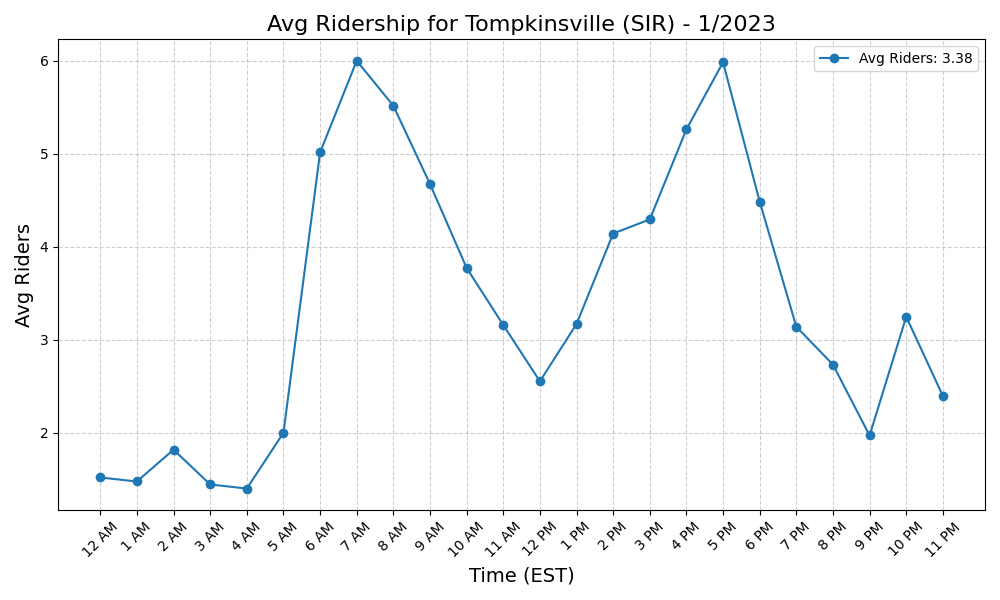 Avg Ridership for Tompkinsville (SIR) - 1/2023
Avg Riders: 3.38
Avg Riders
6
5
4
3
2
12 AM
1 AM
2 AM
3 AM
4 AM
5 AM
6 AM
7 AM
8 AM
9 AM
10 AM
11 AM
12 PM
1 PM
2 PM
3 PM
4 PM
5 PM
6 PM
7 PM
8 PM
9 PM
10 PM
11 PM
Time (EST)